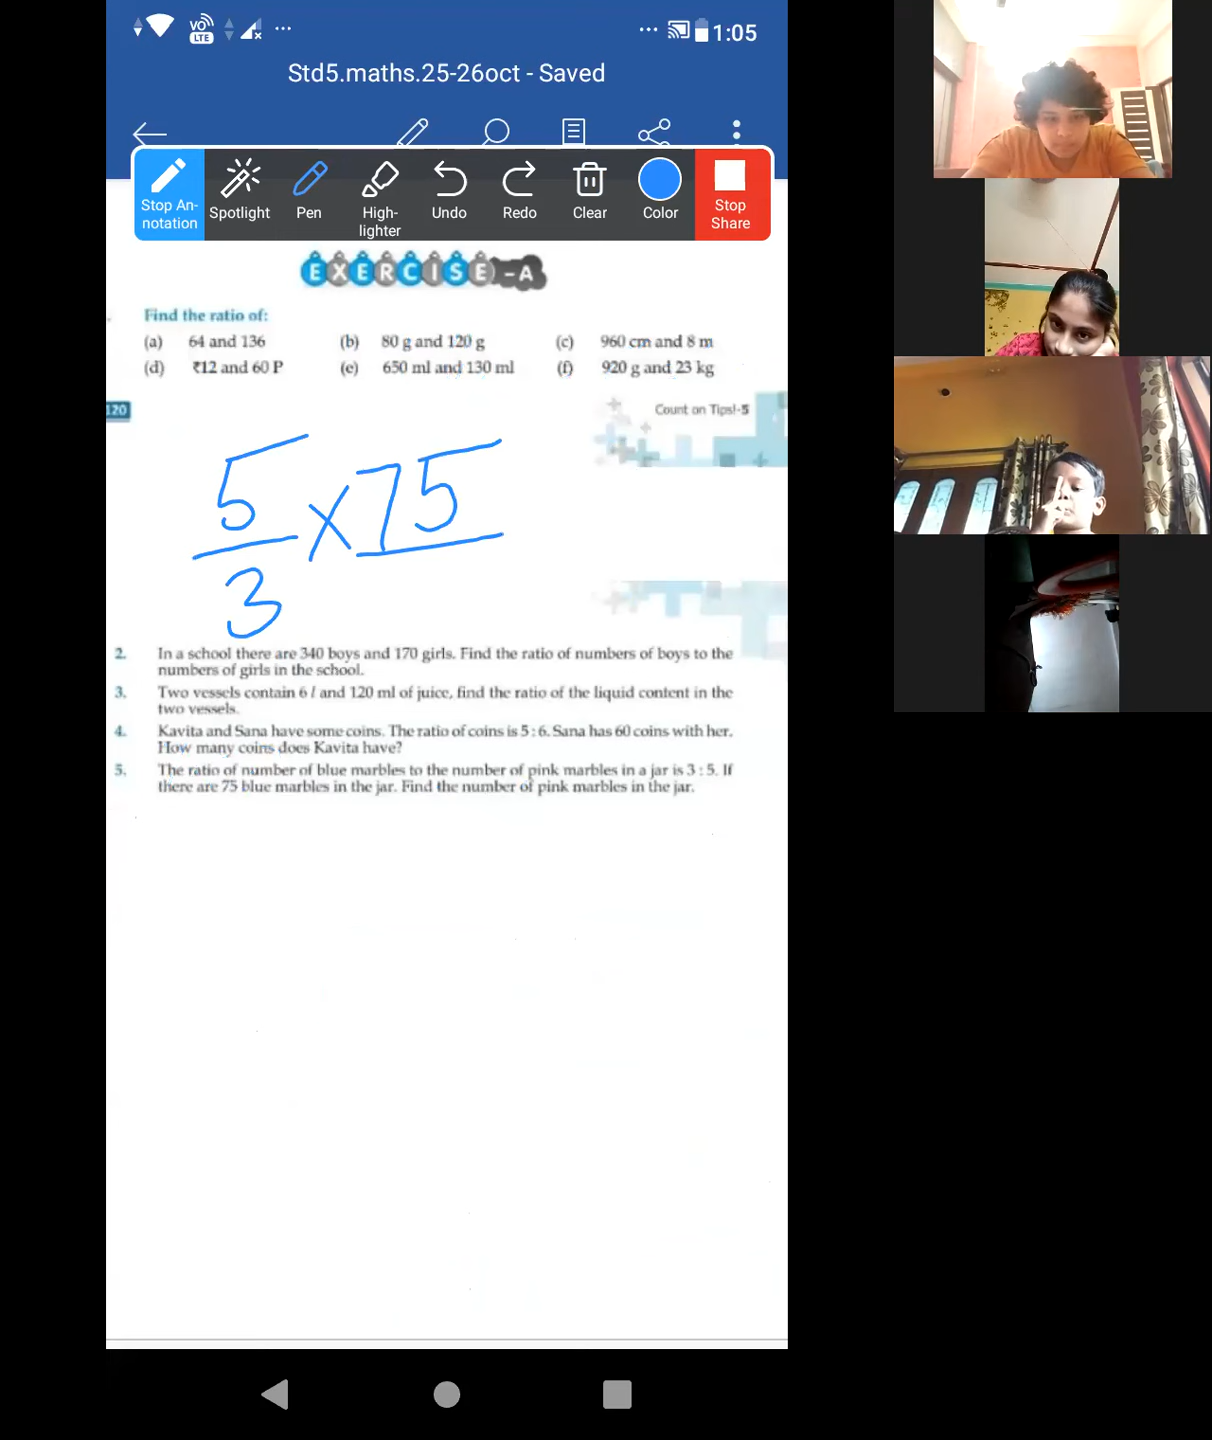 VO)) LTE ... ... 1:05
Std5.maths.25-26oct - Saved
Stop An-notation Spotlight Pen High-lighter Undo Redo Clear Color Stop Share
EXERCISE-A
Find the ratio of:
(a) 64 and 136 (b) 80 g and 120 g (c) 960 cm and 8 m
(d) ₹12 and 60 P (e) 650 ml and 130 ml (f) 920 g and 23 kg
120 Count on Tips!-5
5/3 × 75
2. In a school there are 340 boys and 170 girls. Find the ratio of numbers of boys to the
numbers of girls in the school.
3. Two vessels contain 6 l and 120 ml of juice, find the ratio of the liquid content in the
two vessels.
4. Kavita and Sana have some coins. The ratio of coins is 5 : 6. Sana has 60 coins with her.
How many coins does Kavita have?
5. The ratio of number of blue marbles to the number of pink marbles in a jar is 3 : 5. If
there are 75 blue marbles in the jar. Find the number of pink marbles in the jar.